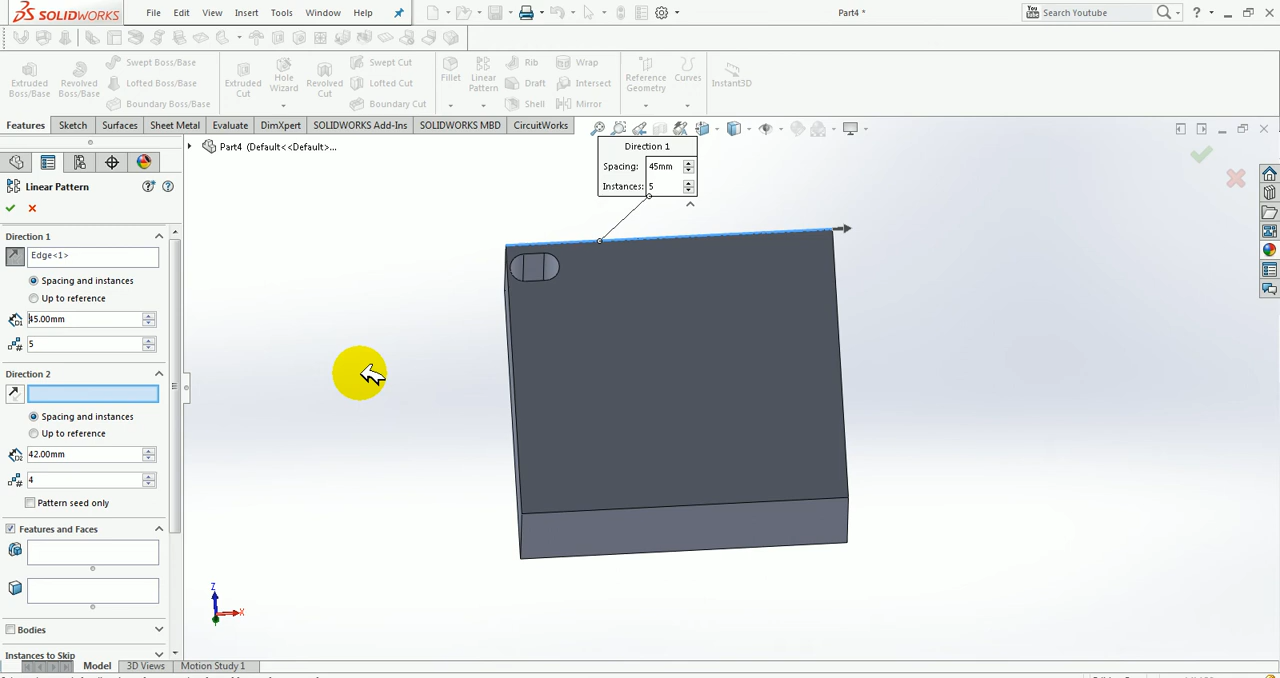 SOLIDWORKS File Edit View Insert Tools Window Help Part4 * Search Youtube ?
Extruded Boss/Base
Revolved Boss/Base
Swept Boss/Base
Lofted Boss/Base
Boundary Boss/Base
Extruded Cut
Hole Wizard
Revolved Cut
Swept Cut
Lofted Cut
Boundary Cut
Fillet
Linear Pattern
Rib
Draft
Shell
Wrap
Intersect
Mirror
Reference Geometry
Curves
Instant3D
Features Sketch Surfaces Sheet Metal Evaluate DimXpert SOLIDWORKS Add-Ins SOLIDWORKS MBD CircuitWorks
Part4 (Default<<Default>...
Linear Pattern
Direction 1
Edge<1>
Spacing and instances
Up to reference
45.00mm
5
Direction 2
Spacing and instances
Up to reference
42.00mm
4
Pattern seed only
Features and Faces
Bodies
Instances to Skip
Direction 1
Spacing: 45mm
Instances: 5
Z
X
Model 3D Views Motion Study 1